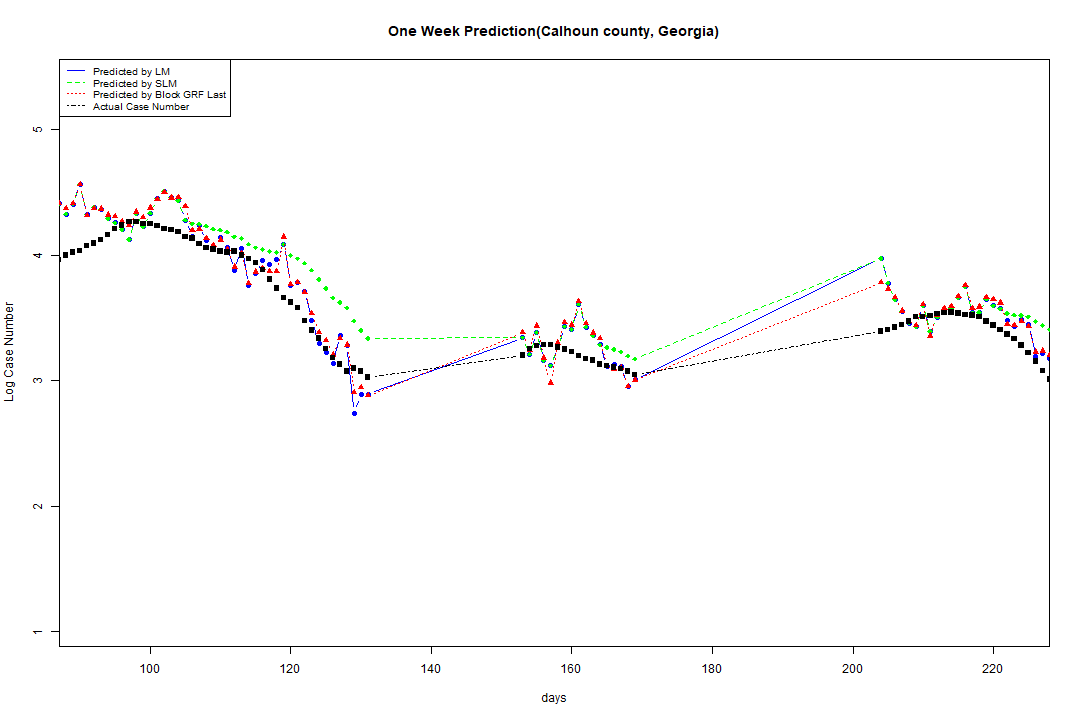 One Week Prediction(Calhoun county, Georgia)
Predicted by LM
Predicted by SLM
Predicted by Block GRF Last
Actual Case Number
5
4
3
2
1
Log Case Number
100 120 140 160 180 200 220
days